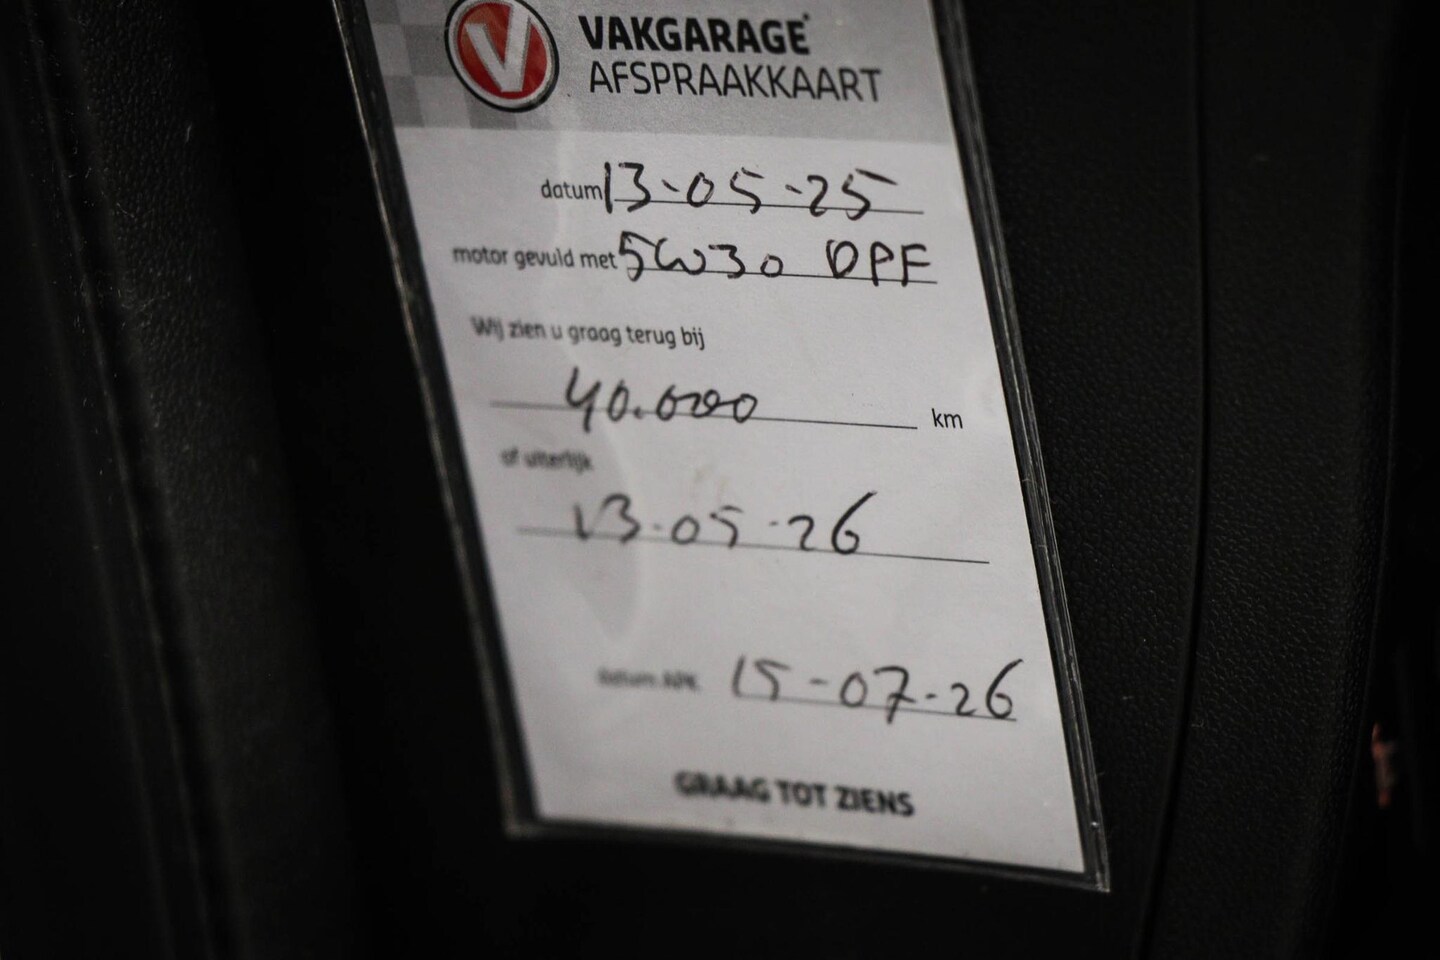 V VAKGARAGE
AFSPRAAKKAART
datum 13-05-25
motor gevuld met 5W30 DPF
Wij zien u graag terug bij
40.000 km
of uiterlijk
13-05-26
datum APK 15-07-26
GRAAG TOT ZIENS